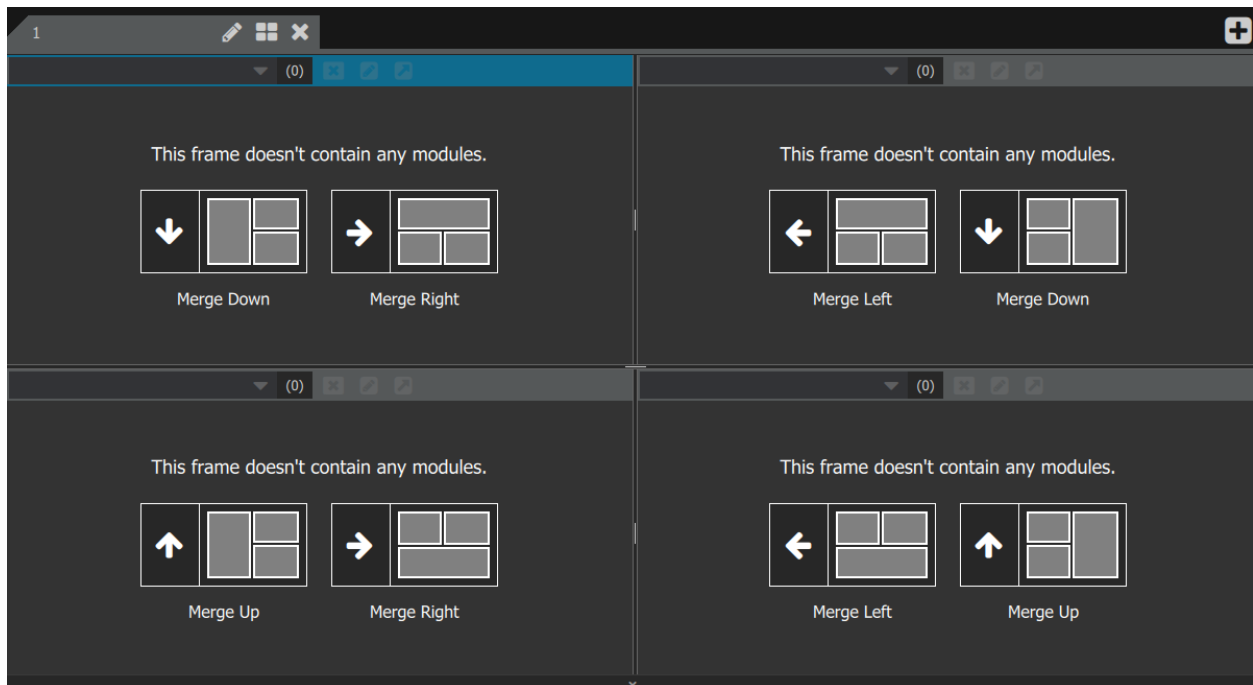 1
(0)
(0)
This frame doesn't contain any modules.
This frame doesn't contain any modules.
Merge Down
Merge Right
Merge Left
Merge Down
(0)
(0)
This frame doesn't contain any modules.
This frame doesn't contain any modules.
Merge Up
Merge Right
Merge Left
Merge Up